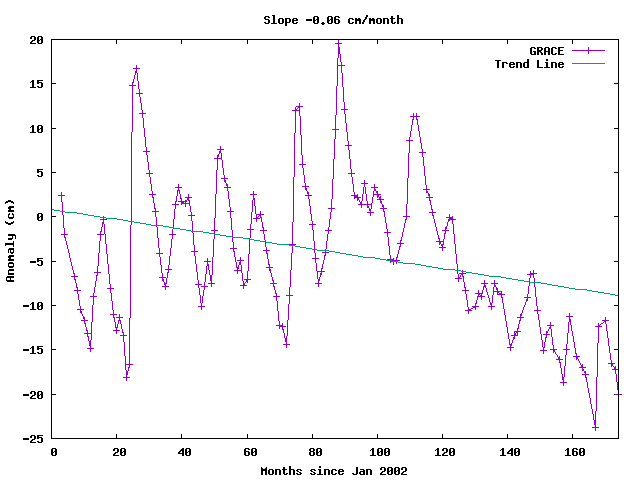 Slope -0.06 cm/month
GRACE
Trend Line
20
15
10
5
0
-5
-10
-15
-20
-25
Anomaly (cm)
0 20 40 60 80 100 120 140 160
Months since Jan 2002